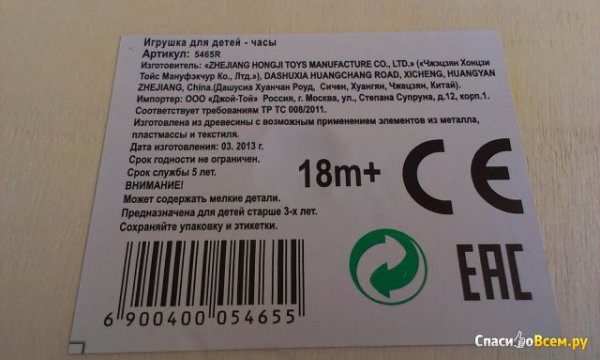 Игрушка для детей - часы
Артикул: 5465R
Изготовитель: «ZHEJIANG HONGJI TOYS MANUFACTURE CO., LTD.» («Чжэцзян Хонцзи
Тойс Мануфэкчур Ко., Лтд.»), DASHUXIA HUANGCHANG ROAD, XICHENG, HUANGYAN
ZHEJIANG, China.(Дашусиа Хуанчан Роуд, Сичен, Хуангян, Чжецзян, Китай).
Импортер: ООО «Джой-Той» Россия, г. Москва, ул., Степана Супруна, д.12, корп.1.
Соответствует требованиям ТР ТС 008/2011.
Изготовлена из древесины с возможным применением элементов из металла,
пластмассы и текстиля.
Дата изготовления: 03. 2013 г.
Срок годности не ограничен.
Срок службы 5 лет.
ВНИМАНИЕ!
Может содержать мелкие детали.
Предназначена для детей старше 3-х лет.
Сохраняйте упаковку и этикетки.
18m+
CE
6 900400 054655
EAC
СпасибоВсем.ру